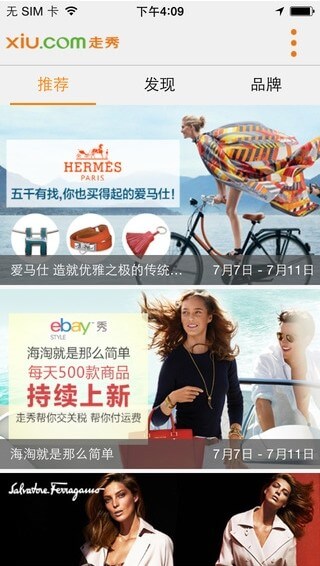 无 SIM 卡
下午4:09
xiu.com走秀
推荐
发现
品牌
HERMÈS
PARIS
五千有找,你也买得起的爱马仕!
爱马仕 造就优雅之极的传统…
7月7日 - 7月11日
ebay 秀
STYLE
海淘就是那么简单
每天500款商品
持续上新
走秀帮你交关税 帮你付运费
海淘就是那么简单
7月7日 - 7月11日
Salvatore Ferragamo